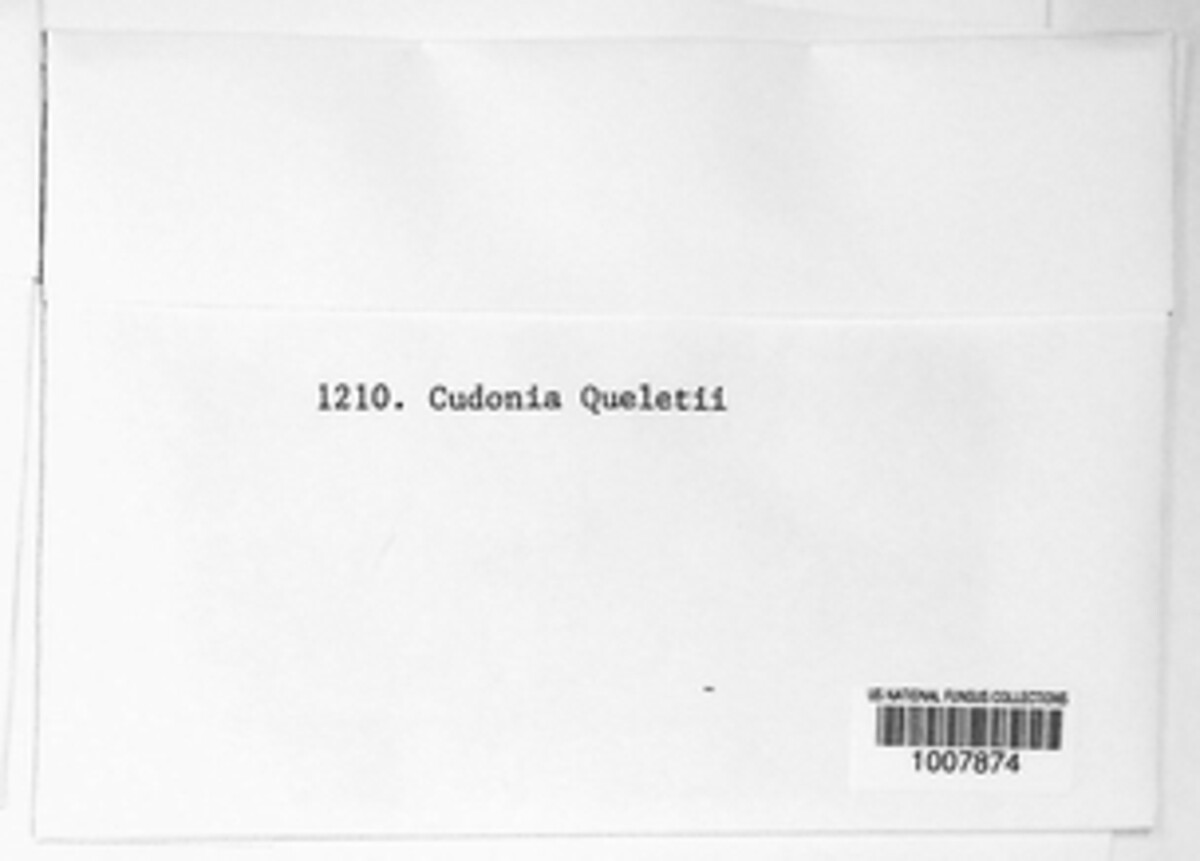 1210. Cudonia Queletii
US NATIONAL FUNGUS COLLECTIONS
1007874